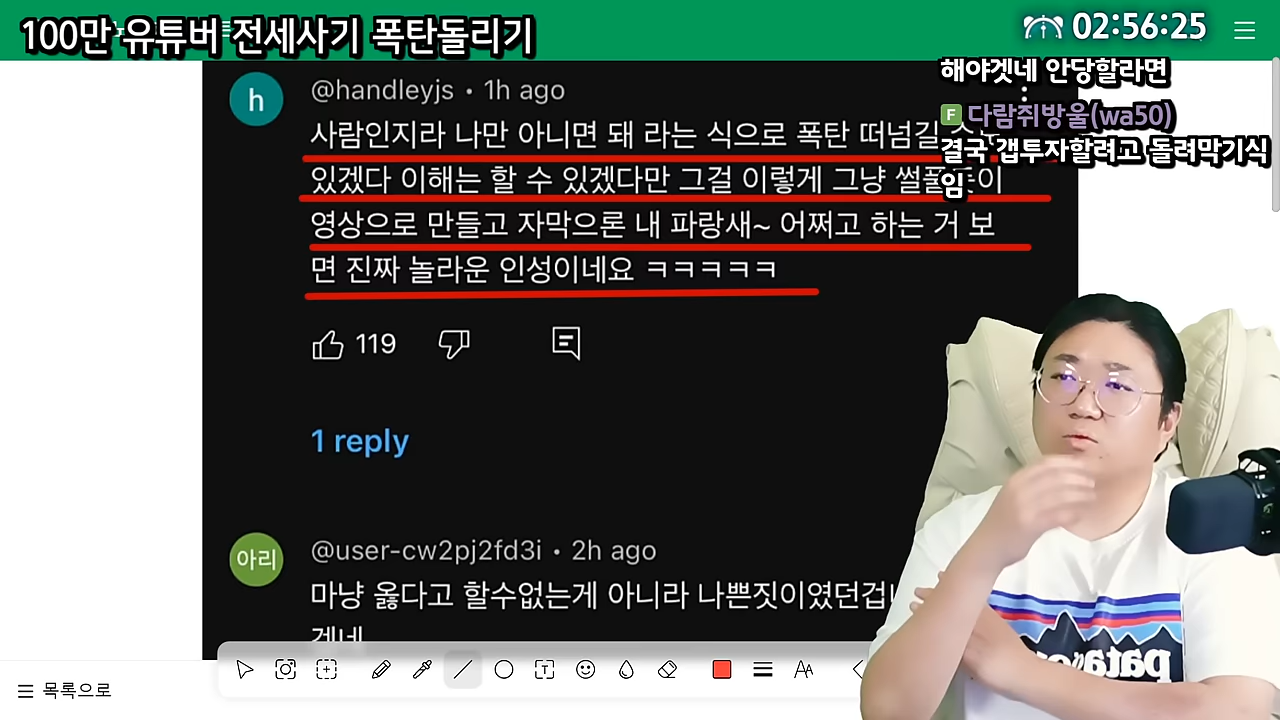 100만 유튜버 전세사기 폭탄돌리기
02:56:25
해야겟네 안당할라면
F 다람쥐방울(wa50)
결국 갭투자할려고 돌려막기식
임
h
@handleyjs • 1h ago
사람인지라 나만 아니면 돼 라는 식으로 폭탄 떠넘길
있겠다 이해는 할 수 있겠다만 그걸 이렇게 그냥 썰풀듯이
영상으로 만들고 자막으론 내 파랑새~ 어쩌고 하는 거 보
면 진짜 놀라운 인성이네요 ㅋㅋㅋㅋㅋ
119
1 reply
아리
@user-cw2pj2fd3i • 2h ago
마냥 옳다고 할수없는게 아니라 나쁜짓이였던겁
겠네
목록으로
patagon